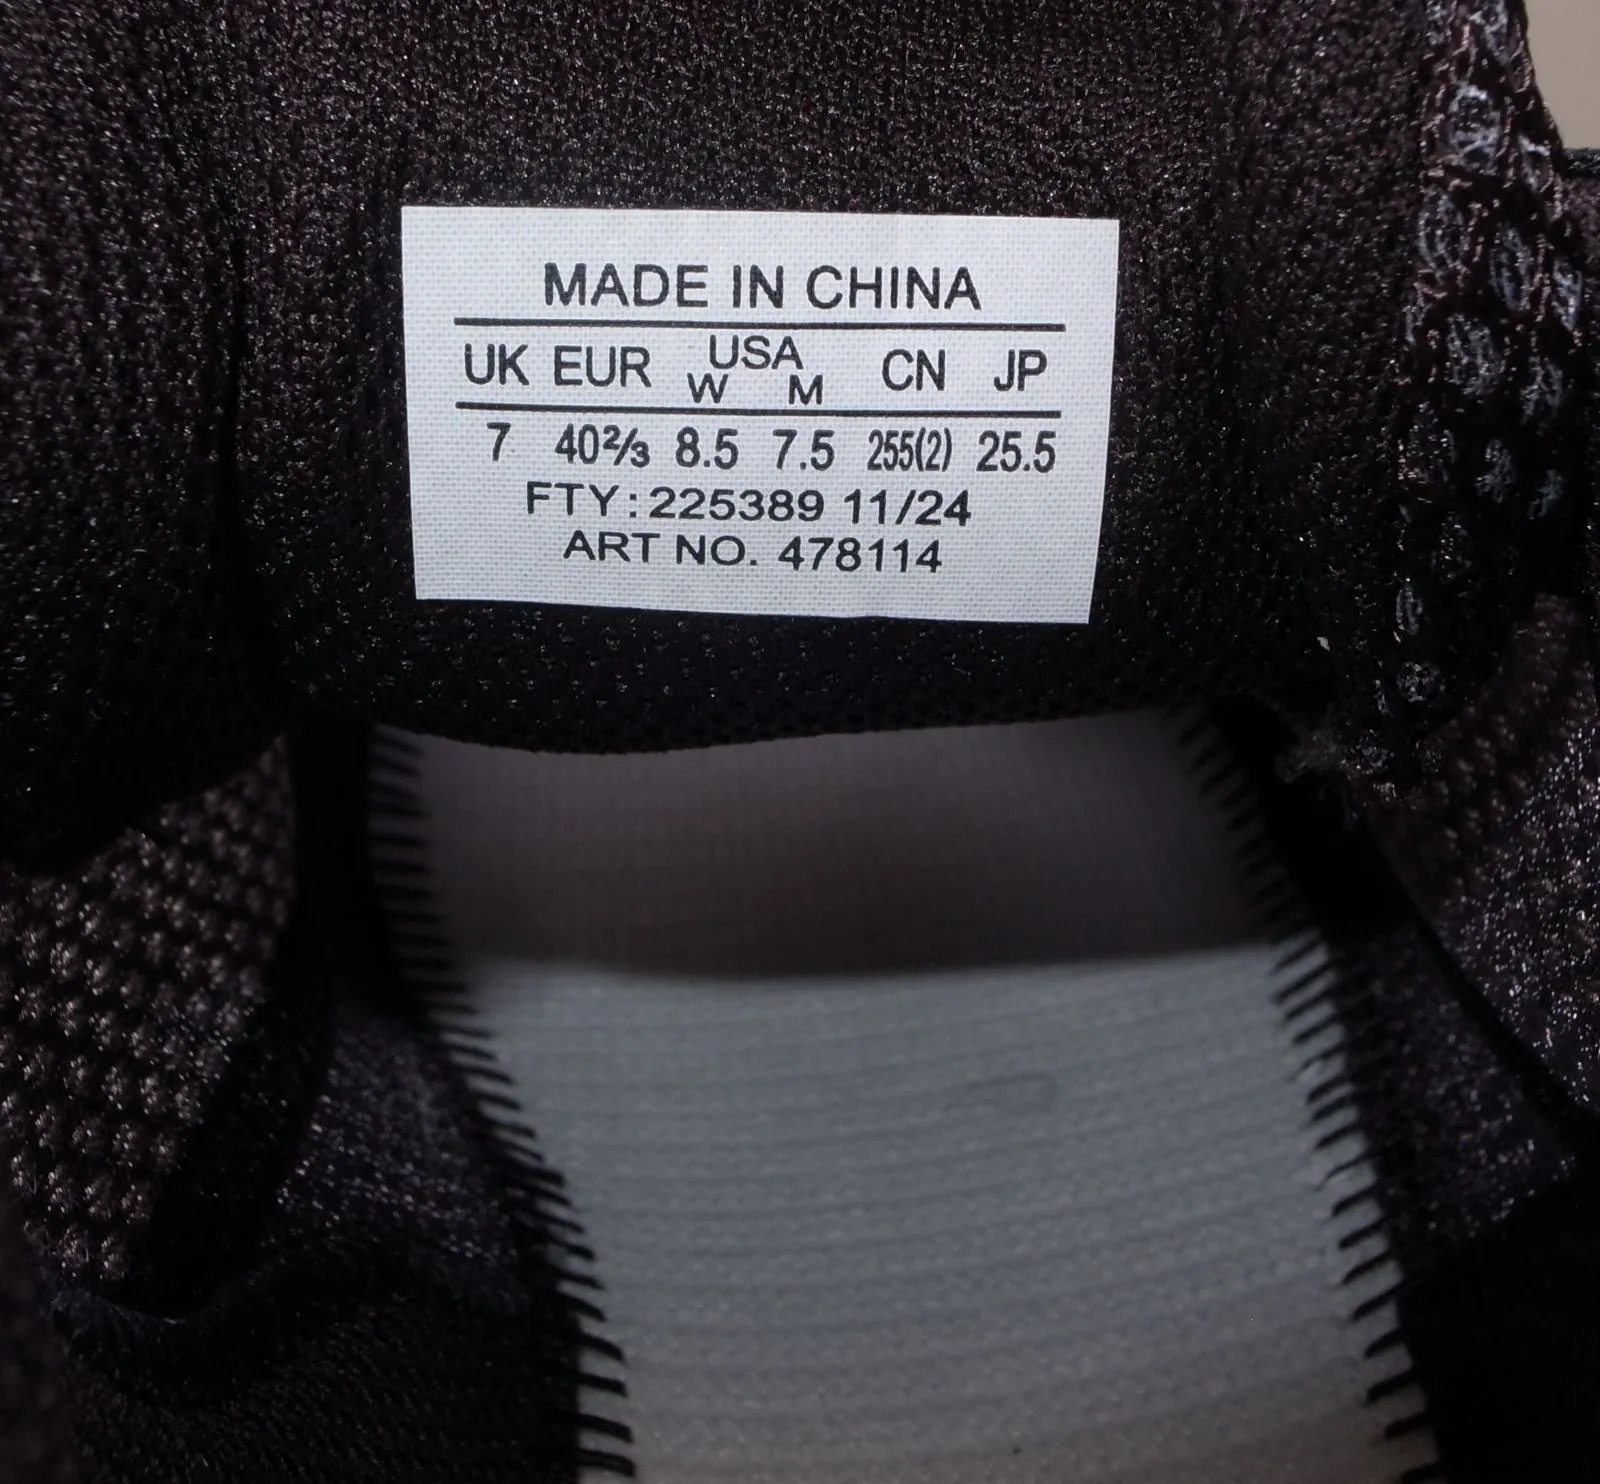 MADE IN CHINA
UK EUR USA CN JP
W M
7 40⅔ 8.5 7.5 255(2) 25.5
FTY: 225389 11/24
ART NO. 478114